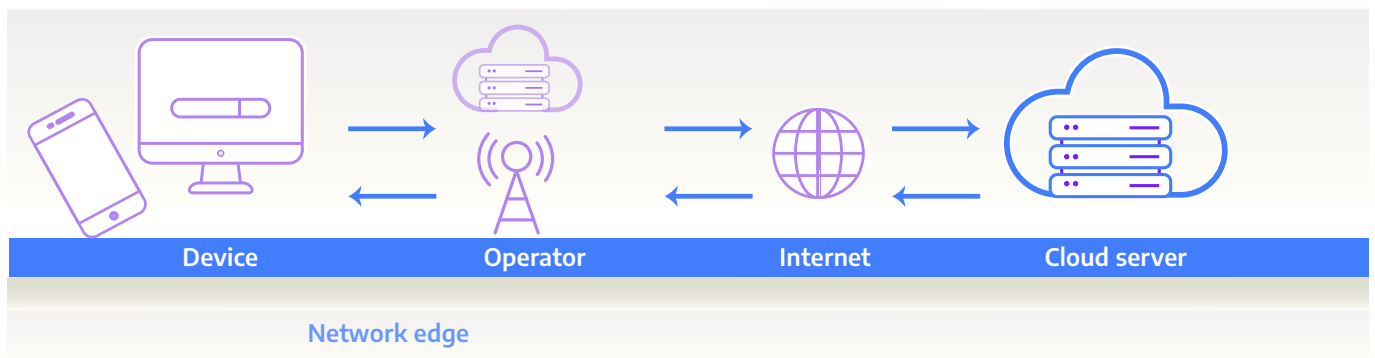 Device
Operator
Internet
Cloud server
Network edge